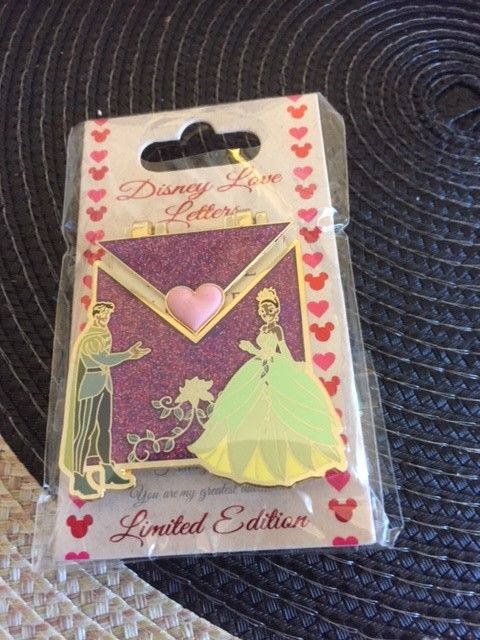 Disney Love
Letters
You are my greatest
Limited Edition